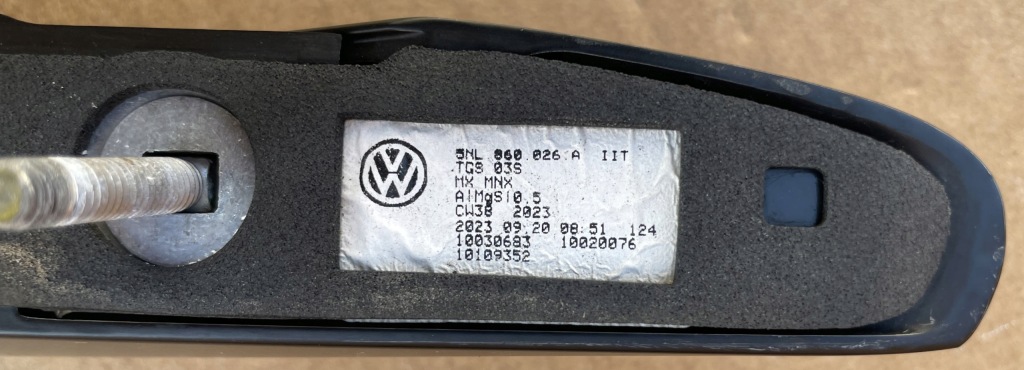 5NL 860.026.A IIT
TGS 03S
MX MNX
AlMgSi0.5
CW38 2023
2023 09.20 08:51 124
10030683 10020076
10109352